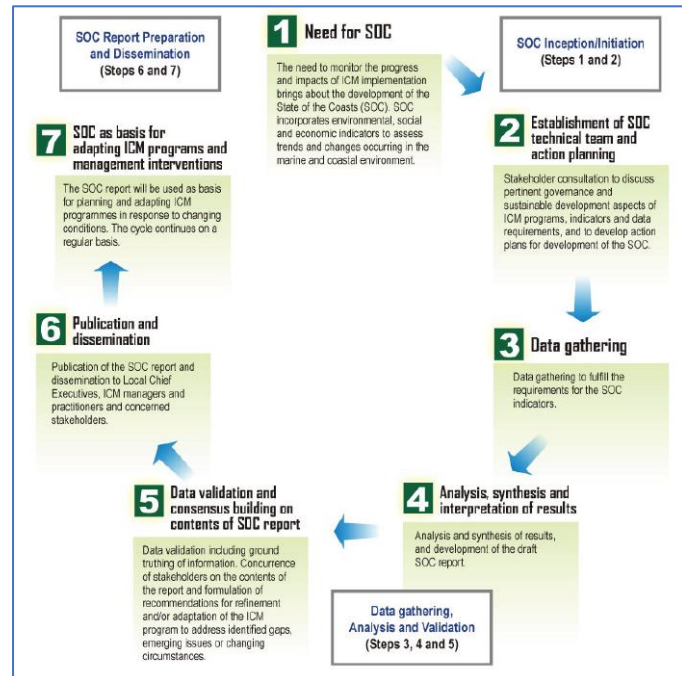 SOC Report Preparation
and Dissemination
(Steps 6 and 7)
1 Need for SOC
The need to monitor the progress
and impacts of ICM implementation
brings about the development of the
State of the Coasts (SOC). SOC
incorporates environmental, social
and economic indicators to assess
trends and changes occurring in the
marine and coastal environment.
SOC Inception/Initiation
(Steps 1 and 2)
2 Establishment of SOC
technical team and
action planning
Stakeholder consultation to discuss
pertinent governance and
sustainable development aspects of
ICM programs, indicators and data
requirements, and to develop action
plans for development of the SOC.
3 Data gathering
Data gathering to fulfill the
requirements for the SOC
indicators.
4 Analysis, synthesis and
interpretation of results
Analysis and synthesis of results,
and development of the draft
SOC report.
Data gathering,
Analysis and Validation
(Steps 3, 4 and 5)
5 Data validation and
consensus building on
contents of SOC report
Data validation including ground
truthing of information. Concurrence
of stakeholders on the contents of
the report and formulation of
recommendations for refinement
and/or adaptation of the ICM
program to address identified gaps,
emerging issues or changing
circumstances.
6 Publication and
dissemination
Publication of the SOC report and
dissemination to Local Chief
Executives, ICM managers and
practitioners and concerned
stakeholders.
7 SOC as basis for
adapting ICM programs and
management interventions
The SOC report will be used as basis
for planning and adapting ICM
programmes in response to changing
conditions. The cycle continues on a
regular basis.